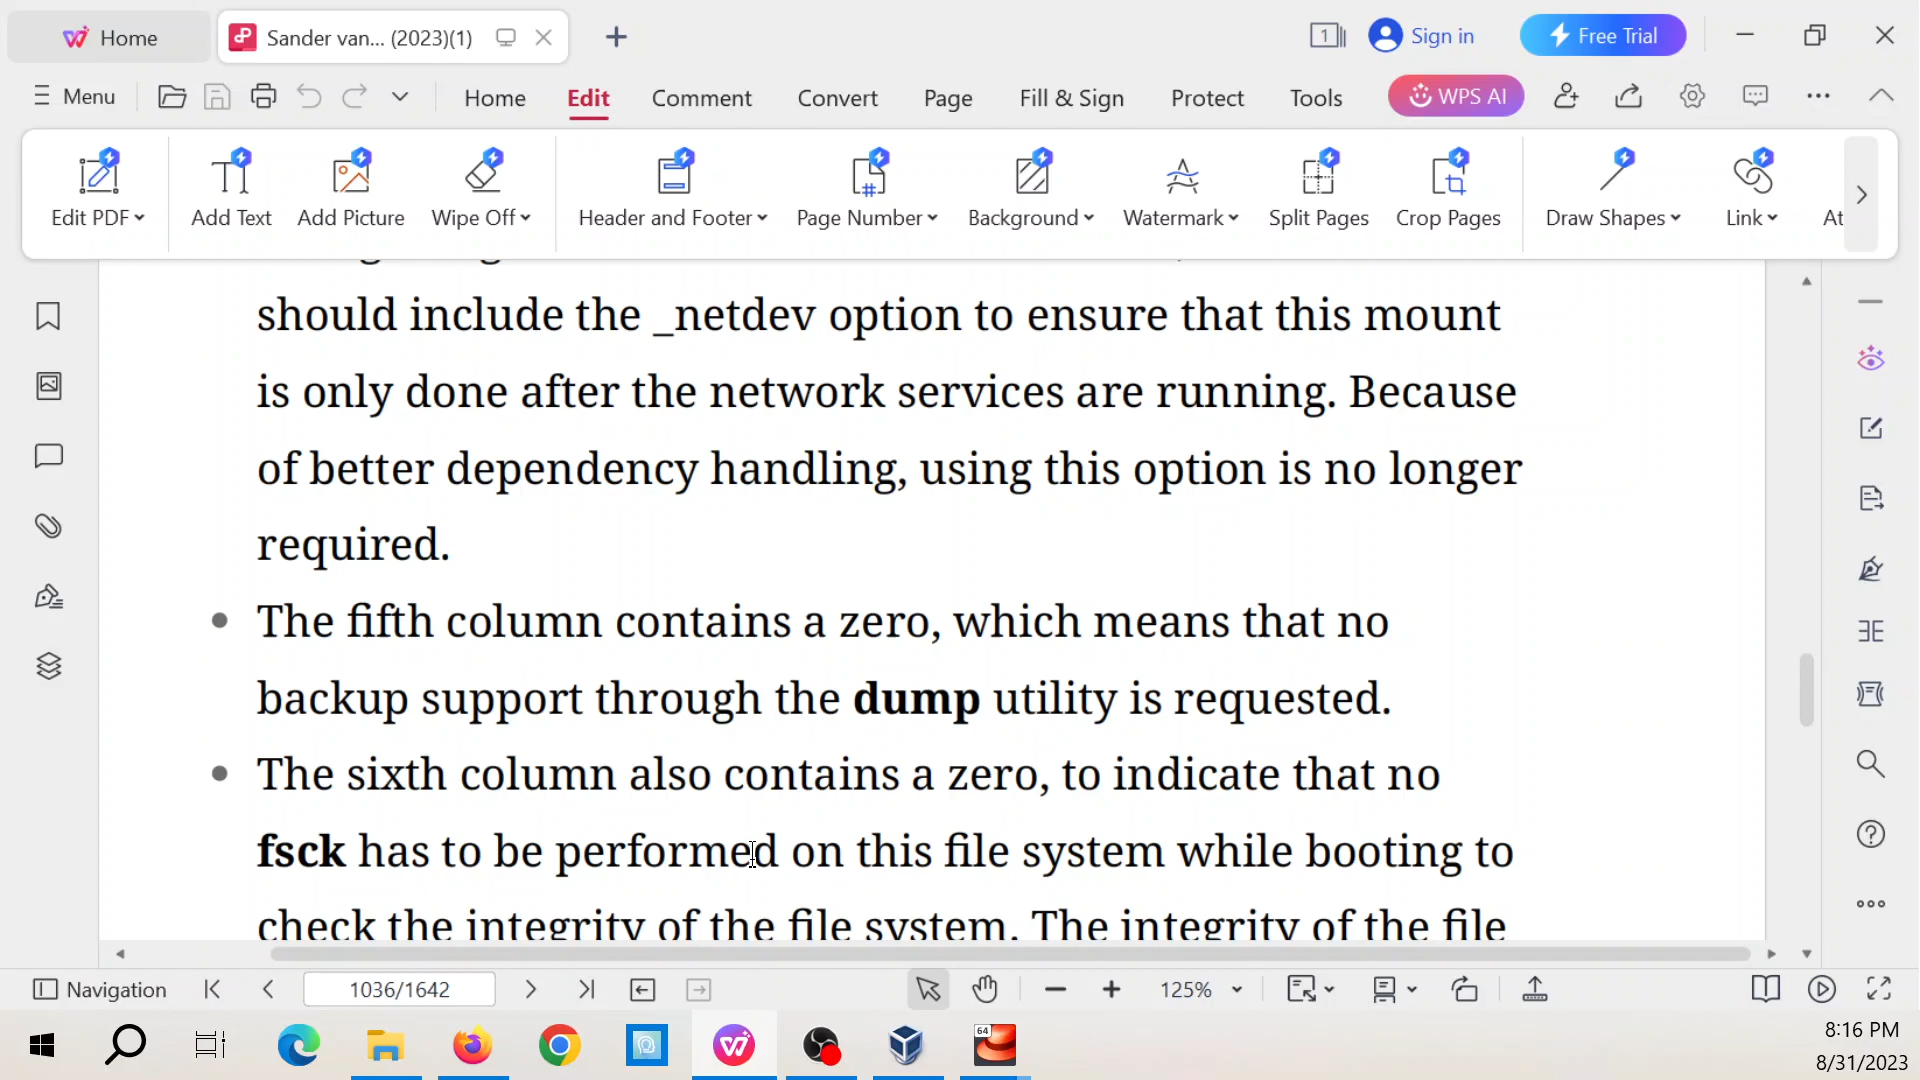 Home
Sander van... (2023)(1)
1
Sign in
Free Trial
Menu
Home
Edit
Comment
Convert
Page
Fill & Sign
Protect
Tools
WPS AI
Edit PDF
Add Text
Add Picture
Wipe Off
Header and Footer
Page Number
Background
Watermark
Split Pages
Crop Pages
Draw Shapes
Link
At
should include the _netdev option to ensure that this mount
is only done after the network services are running. Because
of better dependency handling, using this option is no longer
required.
The fifth column contains a zero, which means that no
backup support through the dump utility is requested.
The sixth column also contains a zero, to indicate that no
fsck has to be performed on this file system while booting to
check the integrity of the file system. The integrity of the file
Navigation
1036/1642
125%
64
8:16 PM
8/31/2023